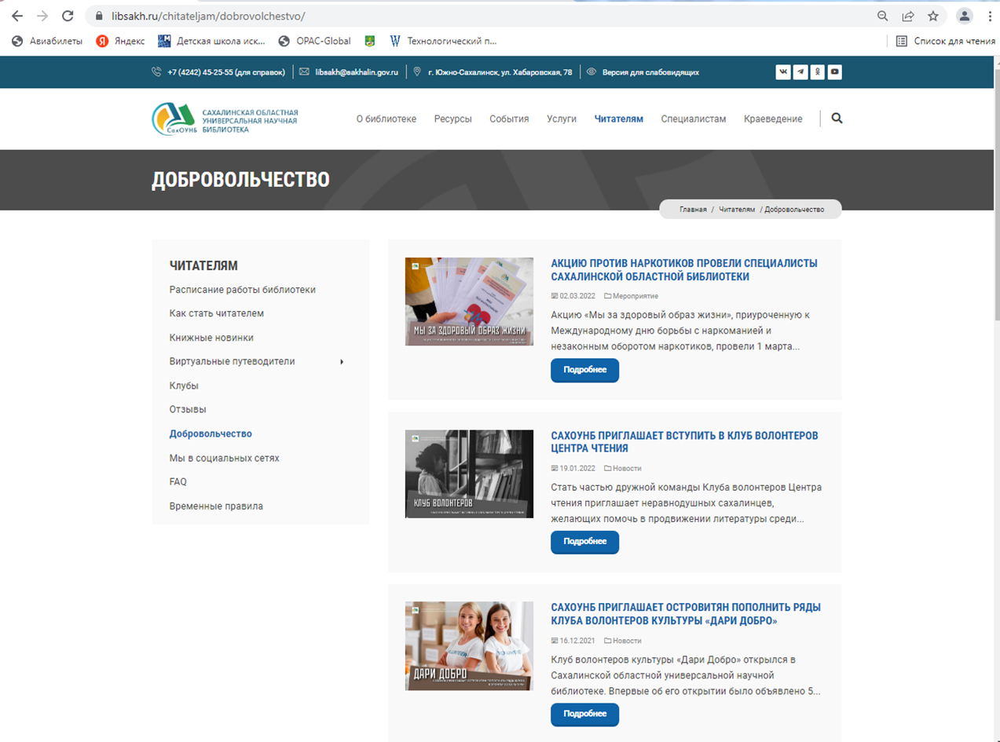 libsakh.ru/chitateljam/dobrovolchestvo/
Авиабилеты Яндекс Детская школа иск... OPAC-Global Технологический п... Список для чтения
+7 (4242) 45-25-55 (для справок) libsakh@sakhalin.gov.ru г. Южно-Сахалинск, ул. Хабаровская, 78 Версия для слабовидящих
СахОУНБ
САХАЛИНСКАЯ ОБЛАСТНАЯ
УНИВЕРСАЛЬНАЯ НАУЧНАЯ
БИБЛИОТЕКА
О библиотеке Ресурсы События Услуги Читателям Специалистам Краеведение
ДОБРОВОЛЬЧЕСТВО
Главная / Читателям / Добровольчество
ЧИТАТЕЛЯМ
Расписание работы библиотеки
Как стать читателем
Книжные новинки
Виртуальные путеводители
Клубы
Отзывы
Добровольчество
Мы в социальных сетях
FAQ
Временные правила
МЫ ЗА ЗДОРОВЫЙ ОБРАЗ ЖИЗНИ
АКЦИЮ ПРОТИВ НАРКОТИКОВ ПРОВЕЛИ СПЕЦИАЛИСТЫ
САХАЛИНСКОЙ ОБЛАСТНОЙ БИБЛИОТЕКИ
02.03.2022 Мероприятие
Акцию «Мы за здоровый образ жизни», приуроченную к
Международному дню борьбы с наркоманией и
незаконным оборотом наркотиков, провели 1 марта...
Подробнее
КЛУБ ВОЛОНТЕРОВ
САХОУНБ ПРИГЛАШАЕТ ВСТУПИТЬ В КЛУБ ВОЛОНТЕРОВ
ЦЕНТРА ЧТЕНИЯ
19.01.2022 Новости
Стать частью дружной команды Клуба волонтеров Центра
чтения приглашает неравнодушных сахалинцев,
желающих помочь в продвижении литературы среди...
Подробнее
VOLUNTEER
ДАРИ ДОБРО
САХОУНБ ПРИГЛАШАЕТ ОСТРОВИТЯН ПОПОЛНИТЬ РЯДЫ
КЛУБА ВОЛОНТЕРОВ КУЛЬТУРЫ «ДАРИ ДОБРО»
16.12.2021 Новости
Клуб волонтеров культуры «Дари Добро» открылся в
Сахалинской областной универсальной научной
библиотеке. Впервые об его открытии было объявлено 5...
Подробнее